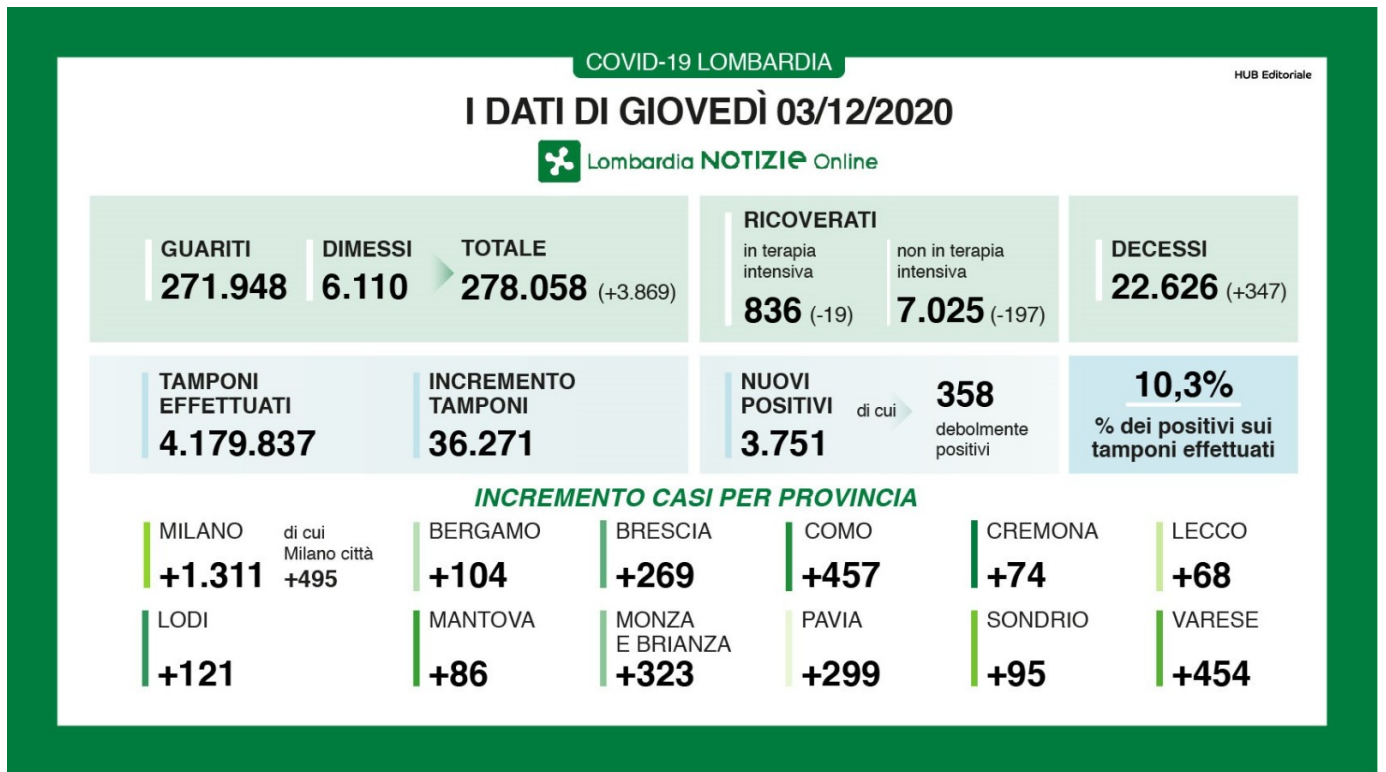 COVID-19 LOMBARDIA
HUB Editoriale
I DATI DI GIOVEDÌ 03/12/2020
Lombardia NOTIZIE Online
GUARITI
271.948
DIMESSI
6.110
TOTALE
278.058 (+3.869)
RICOVERATI
in terapia
intensiva
836 (-19)
non in terapia
intensiva
7.025 (-197)
DECESSI
22.626 (+347)
TAMPONI
EFFETTUATI
4.179.837
INCREMENTO
TAMPONI
36.271
NUOVI
POSITIVI
3.751
di cui
358
debolmente
positivi
10,3%
% dei positivi sui
tamponi effettuati
INCREMENTO CASI PER PROVINCIA
MILANO
+1.311
di cui
Milano città
+495
BERGAMO
+104
BRESCIA
+269
COMO
+457
CREMONA
+74
LECCO
+68
LODI
+121
MANTOVA
+86
MONZA
E BRIANZA
+323
PAVIA
+299
SONDRIO
+95
VARESE
+454